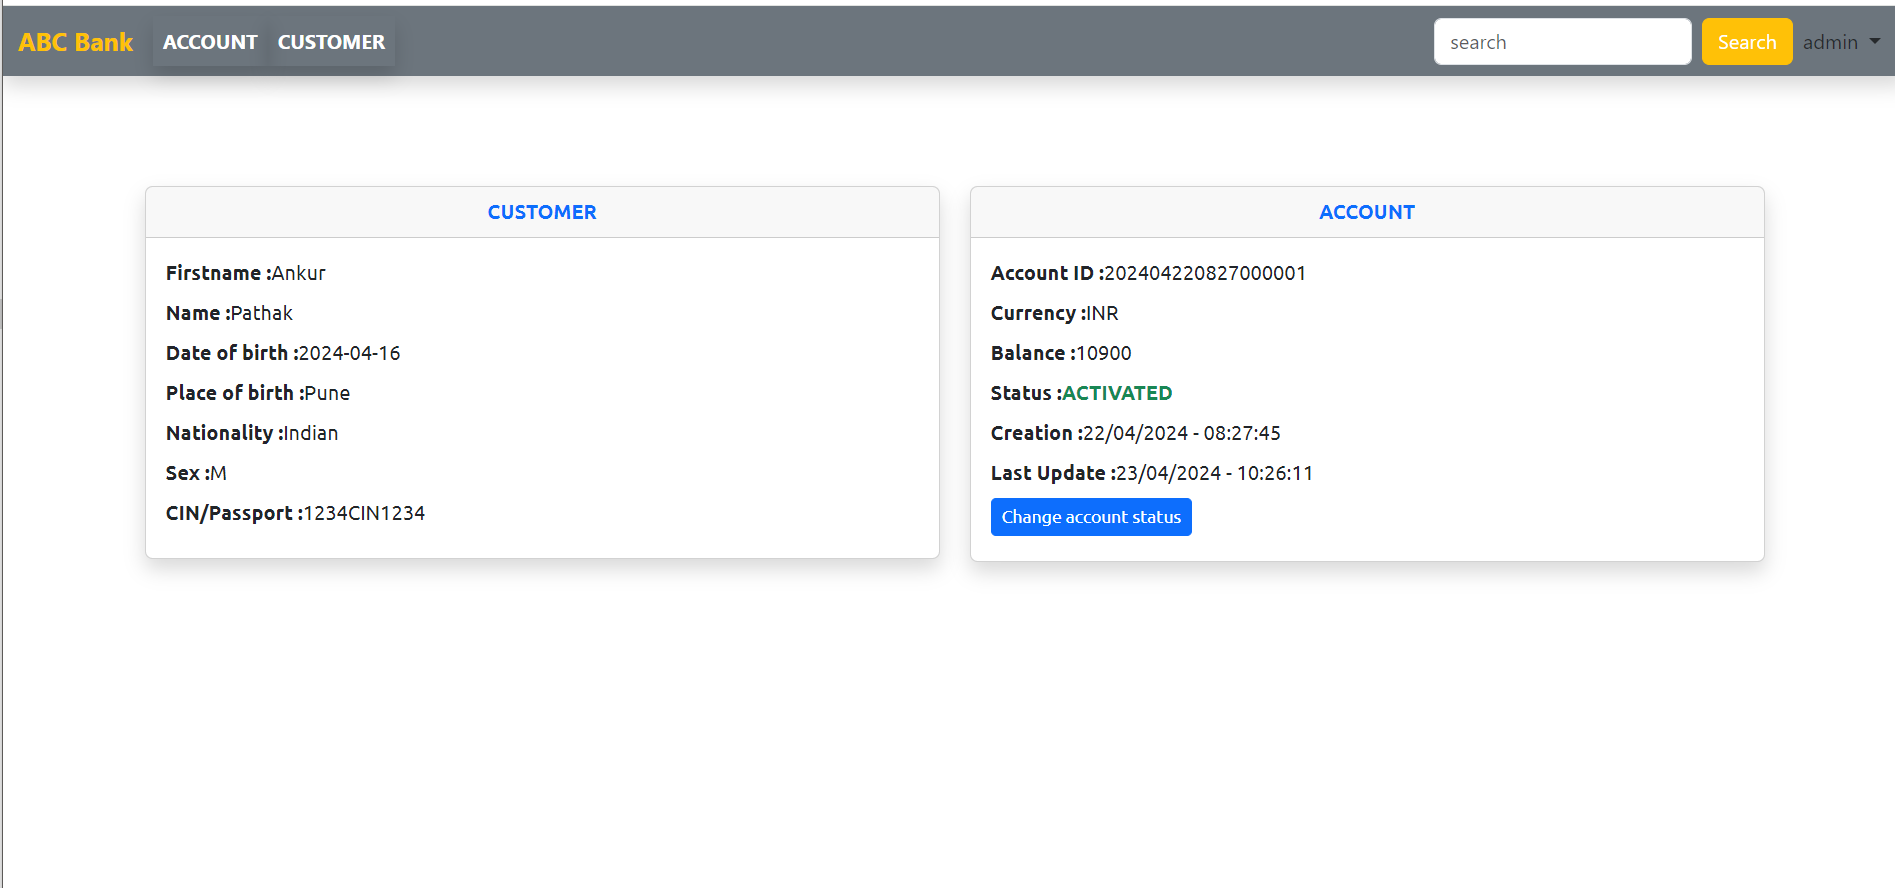 ABC Bank ACCOUNT CUSTOMER search Search admin
CUSTOMER
Firstname :Ankur
Name :Pathak
Date of birth :2024-04-16
Place of birth :Pune
Nationality :Indian
Sex :M
CIN/Passport :1234CIN1234
ACCOUNT
Account ID :202404220827000001
Currency :INR
Balance :10900
Status :ACTIVATED
Creation :22/04/2024 - 08:27:45
Last Update :23/04/2024 - 10:26:11
Change account status